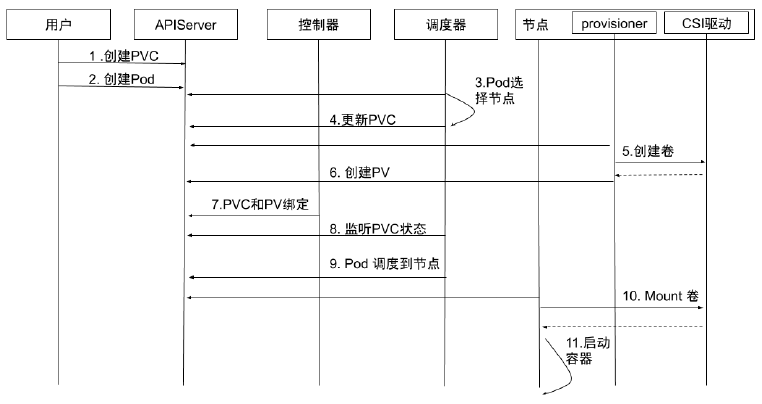 用户
APIServer
控制器
调度器
节点
provisioner
CSI驱动
1 .创建PVC
2. 创建Pod
3.Pod选
择节点
4.更新PVC
5.创建卷
6. 创建PV
7.PVC和PV绑定
8. 监听PVC状态
9. Pod 调度到节点
10. Mount 卷
11.启动
容器